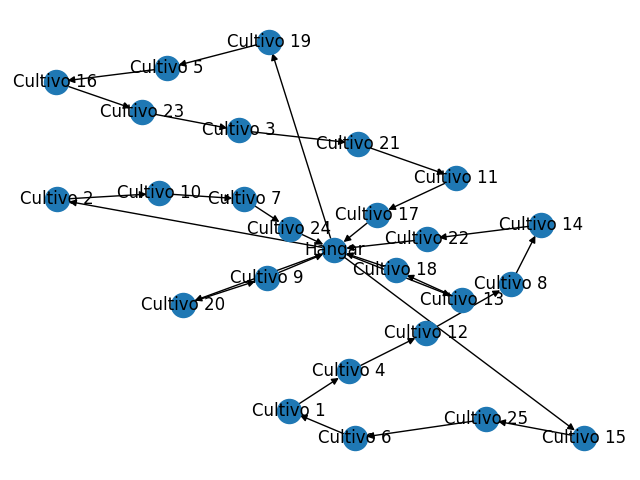 Cultivo 19
Cultivo 5
Cultivo 16
Cultivo 23
Cultivo 3
Cultivo 21
Cultivo 11
Cultivo 10
Cultivo 2
Cultivo 7
Cultivo 17
Cultivo 24
Cultivo 14
Cultivo 22
Hangar
Cultivo 18
Cultivo 9
Cultivo 8
Cultivo 13
Cultivo 20
Cultivo 12
Cultivo 4
Cultivo 1
Cultivo 25
Cultivo 6
Cultivo 15